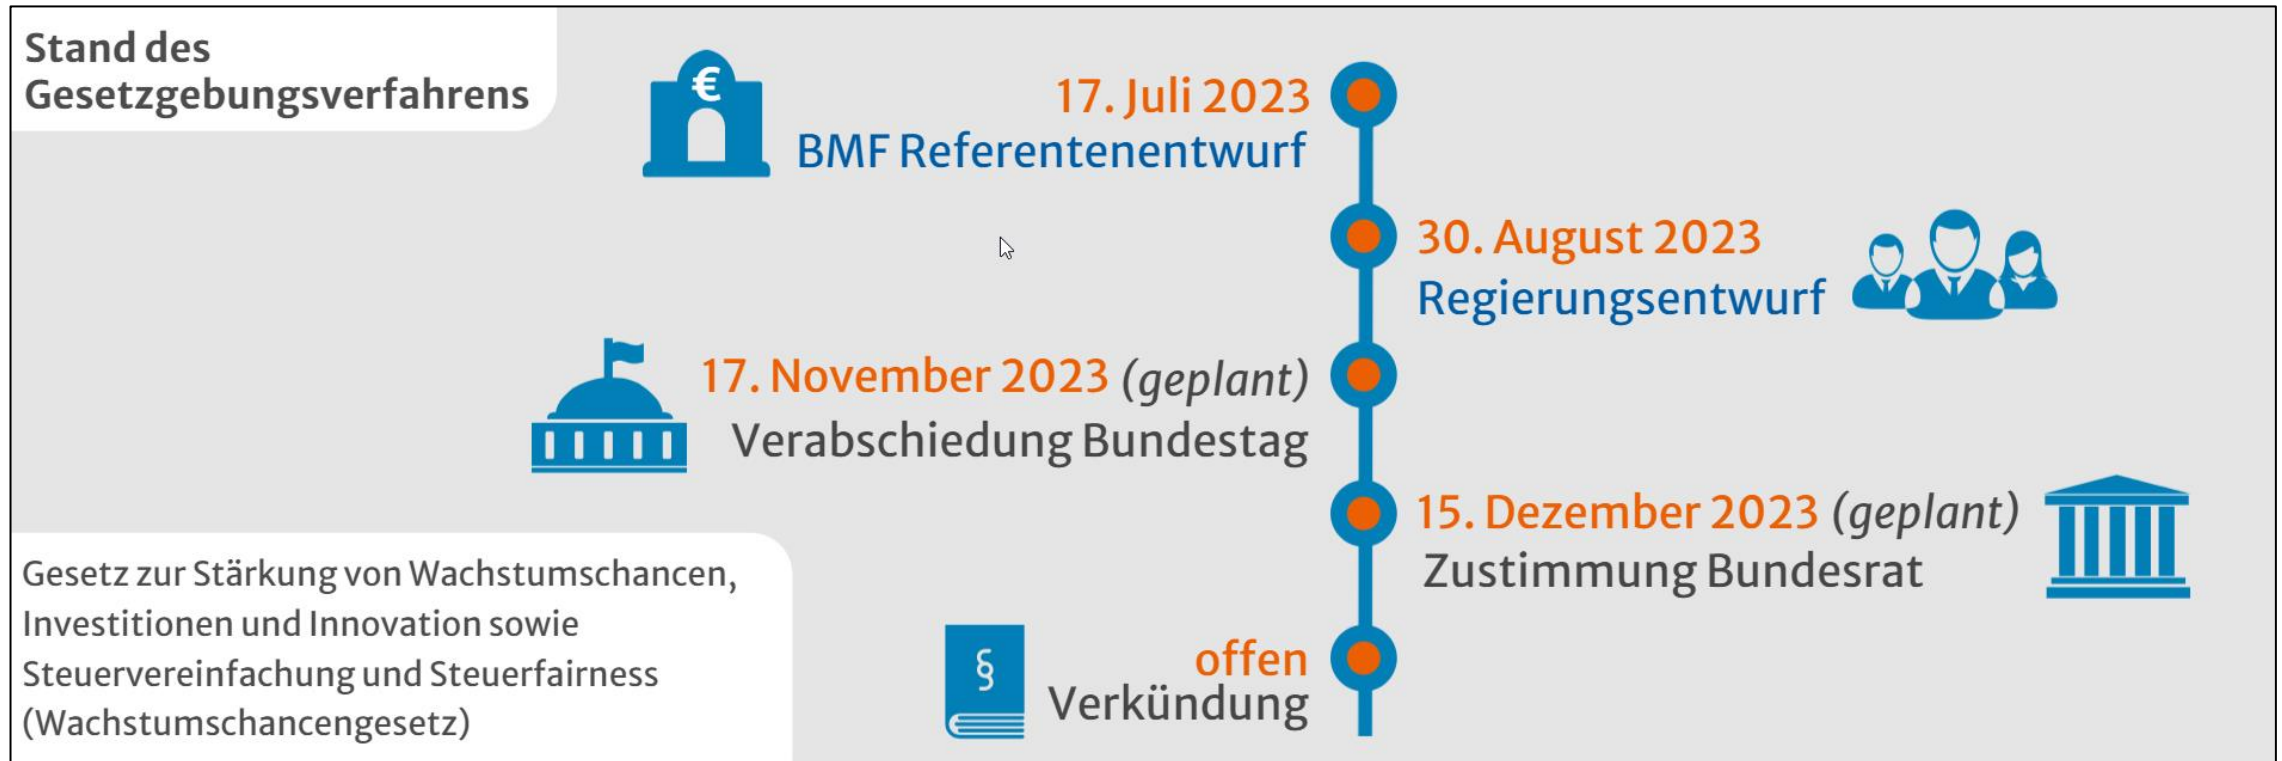 Stand des
Gesetzgebungsverfahrens
€
17. Juli 2023
BMF Referentenentwurf
30. August 2023
Regierungsentwurf
17. November 2023 (geplant)
Verabschiedung Bundestag
15. Dezember 2023 (geplant)
Zustimmung Bundesrat
§
offen
Verkündung
Gesetz zur Stärkung von Wachstumschancen,
Investitionen und Innovation sowie
Steuervereinfachung und Steuerfairness
(Wachstumschancengesetz)